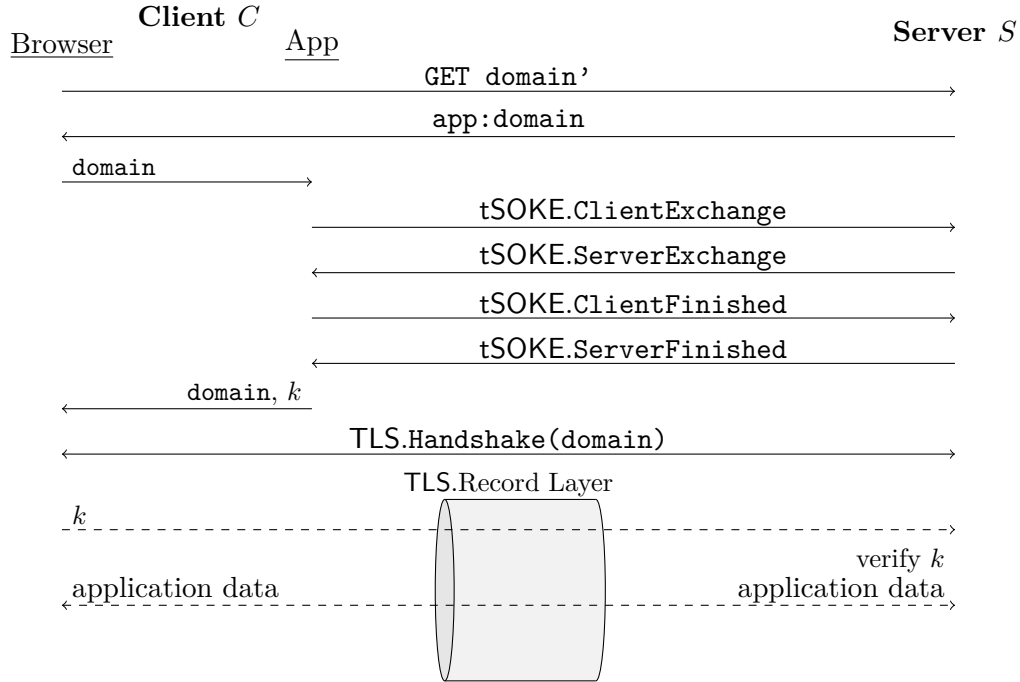 Client C
Browser
App
Server S
GET domain'
app:domain
domain
tSOKE.ClientExchange
tSOKE.ServerExchange
tSOKE.ClientFinished
tSOKE.ServerFinished
domain, k
TLS.Handshake(domain)
TLS.Record Layer
k
verify k
application data
application data